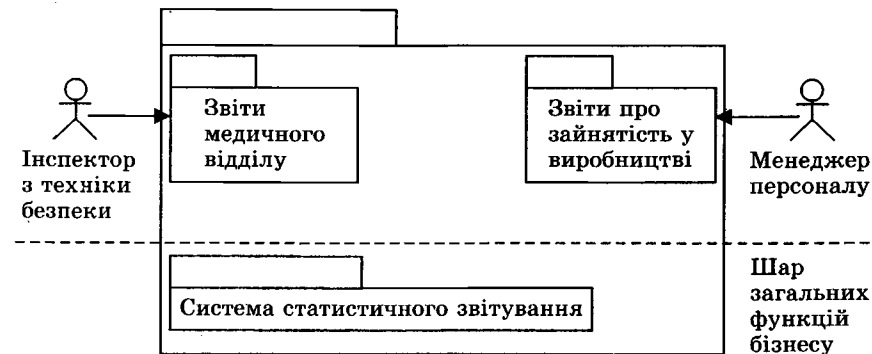 Звіти
медичного
відділу
Звіти про
зайнятість у
виробництві
Інспектор
з техніки
безпеки
Менеджер
персоналу
Система статистичного звітування
Шар
загальних
функцій
бізнесу